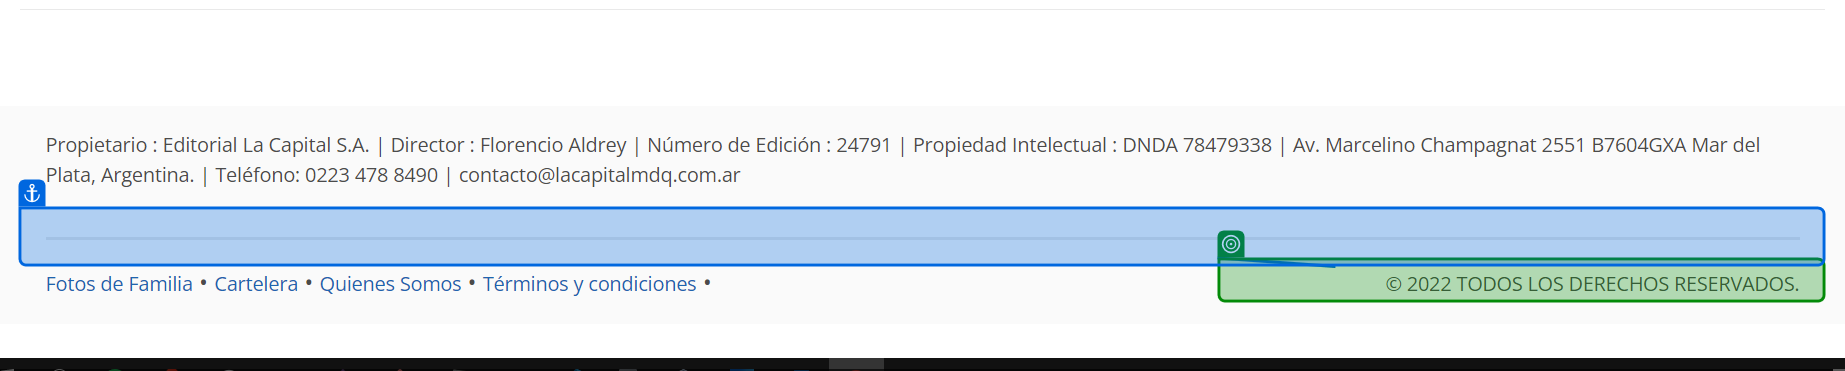 Propietario : Editorial La Capital S.A. | Director : Florencio Aldrey | Número de Edición : 24791 | Propiedad Intelectual : DNDA 78479338 | Av. Marcelino Champagnat 2551 B7604GXA Mar del
Plata, Argentina. | Teléfono: 0223 478 8490 | contacto@lacapitalmdq.com.ar
Fotos de Familia • Cartelera • Quienes Somos • Términos y condiciones • © 2022 TODOS LOS DERECHOS RESERVADOS.